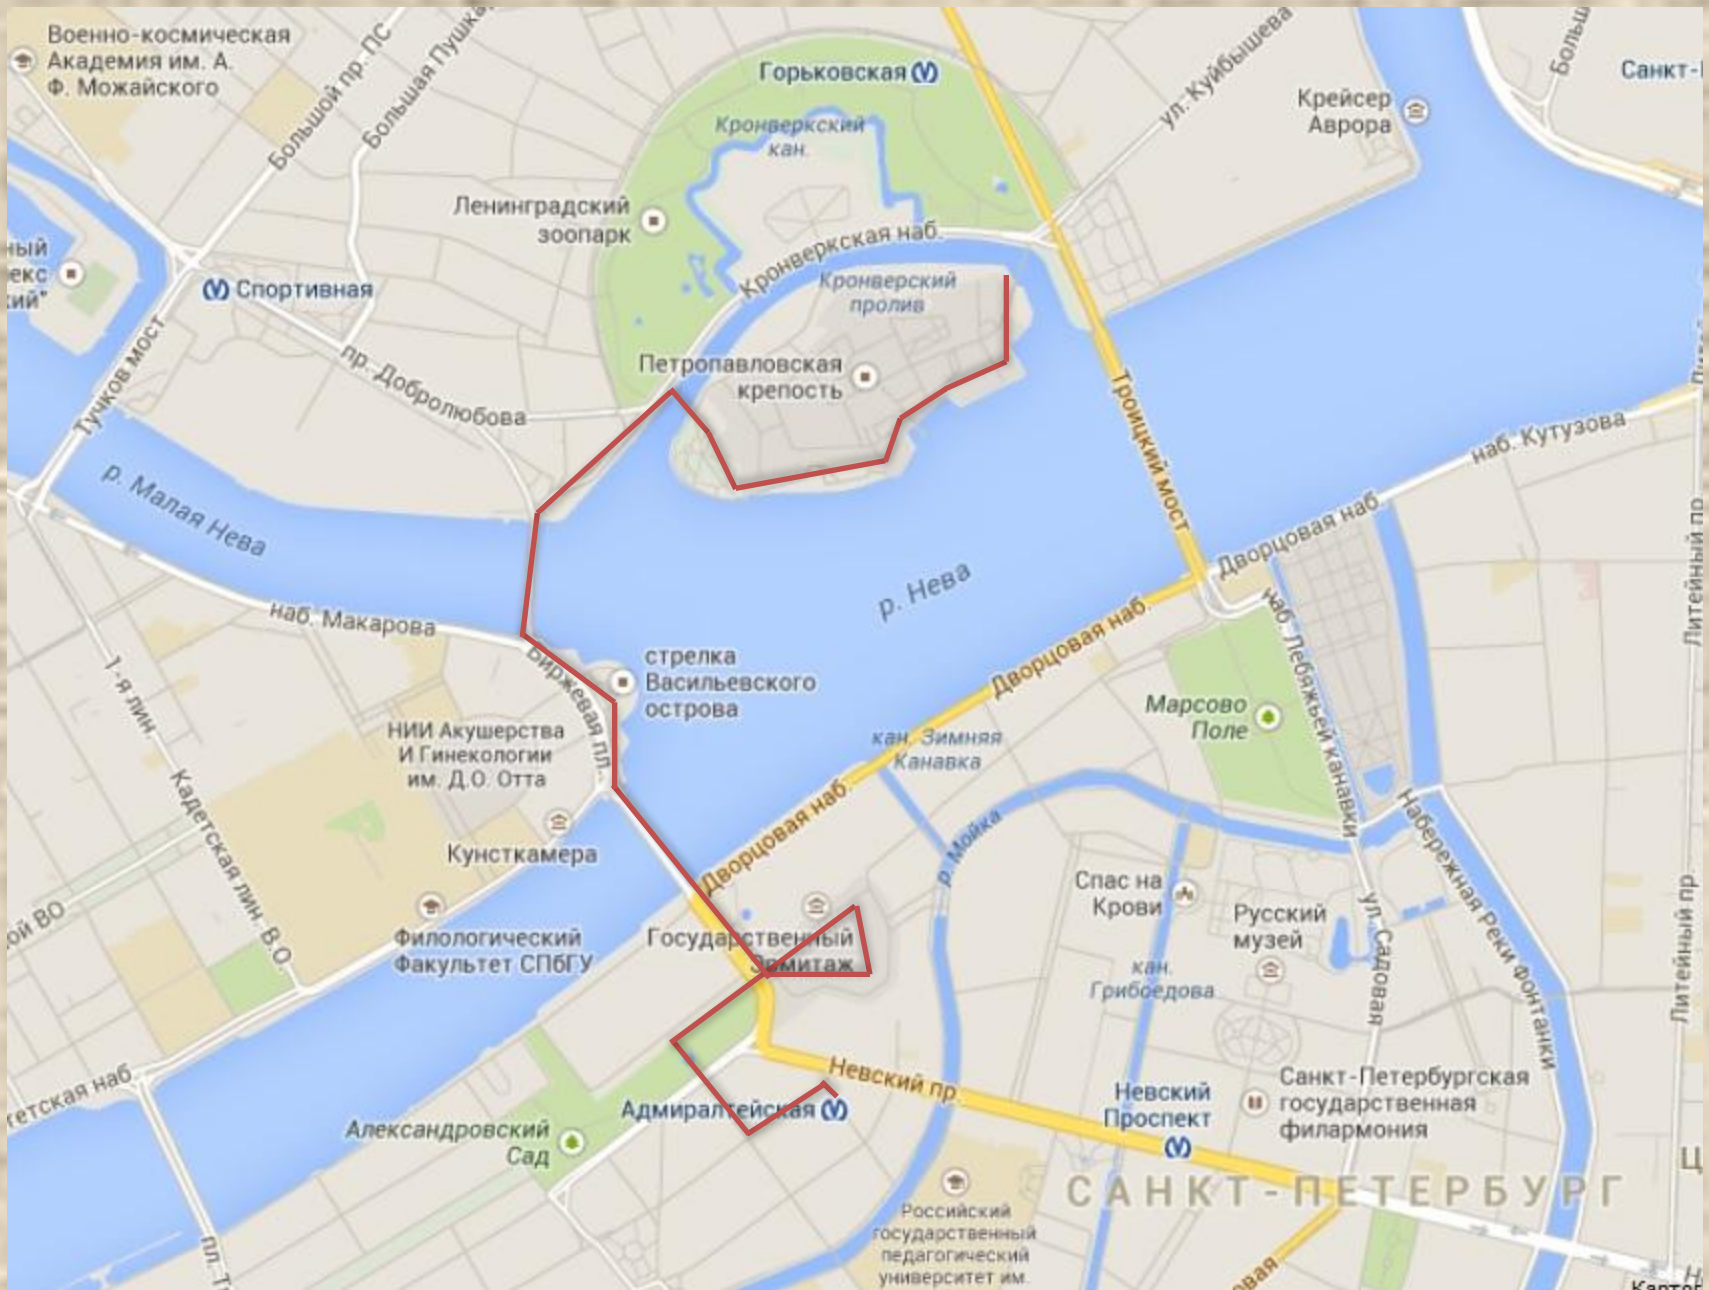 Военно-космическая
Академия им. А.
Ф. Можайского
Большой пр. ПС
Горьковская
ул. Куйбышева
Крейсер
Аврора
Кронверкский
кан.
Ленинградский
зоопарк
Кронверкская наб.
Спортивная
Кронверский
пролив
Тучков мост
пр. Добролюбова
Петропавловская
крепость
Троицкий мост
наб. Кутузова
р. Малая Нева
Дворцовая наб.
Литейный пр.
р. Нева
наб. Макарова
Дворцовая наб.
наб. Лебяжьей канавки
1-я лин.
Биржевая пл.
стрелка
Васильевского
острова
Марсово
Поле
НИИ Акушерства
И Гинекологии
им. Д.О. Отта
кан. Зимняя
Канавка
Кадетская лин. В.О.
Дворцовая наб.
Набережная Реки Фонтанки
Кунсткамера
р. Мойка
Спас на
Крови
Русский
музей
ул. Садовая
Литейный пр.
Филологический
Факультет СПбГУ
Государственный
Эрмитаж
кан.
Грибоедова
Невский пр.
Невский
Проспект
Санкт-Петербургская
государственная
филармония
Адмиралтейская
Александровский
Сад
САНКТ-ПЕТЕРБУРГ
Российский
государственный
педагогический
университет им.